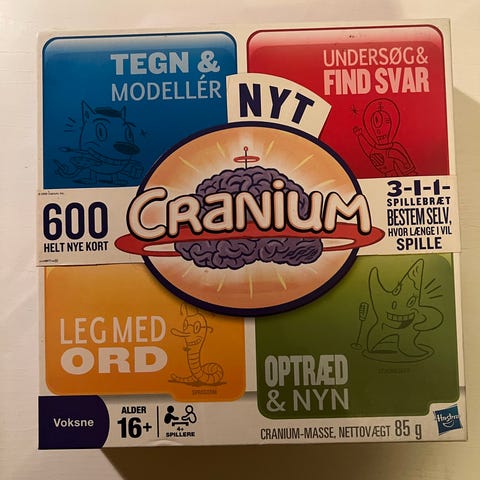 TEGN &
MODELLÉR
UNDERSØG &
FIND SVAR
NYT
CRANIUM
600
HELT NYE KORT
3-I-1-
SPILLEBRÆT
BESTEM SELV,
HVOR LÆNGE I VIL
SPILLE
LEG MED
ORD
OPTRÆD
& NYN
Voksne
ALDER
16+
4+
SPILLERE
CRANIUM-MASSE, NETTOVÆGT 85 g
Hasbro